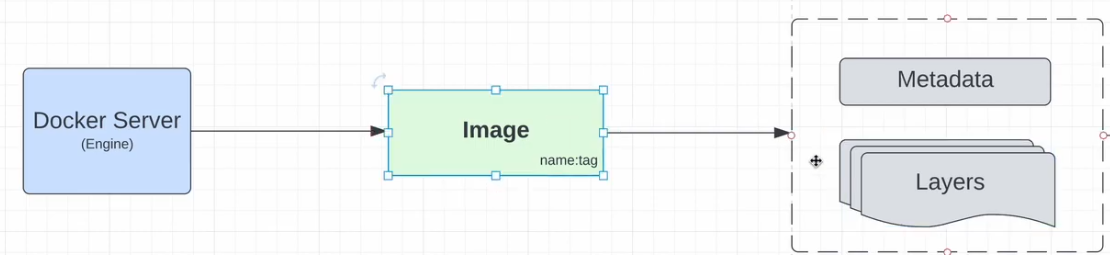 Docker Server
(Engine)
Image
name:tag
Metadata
Layers